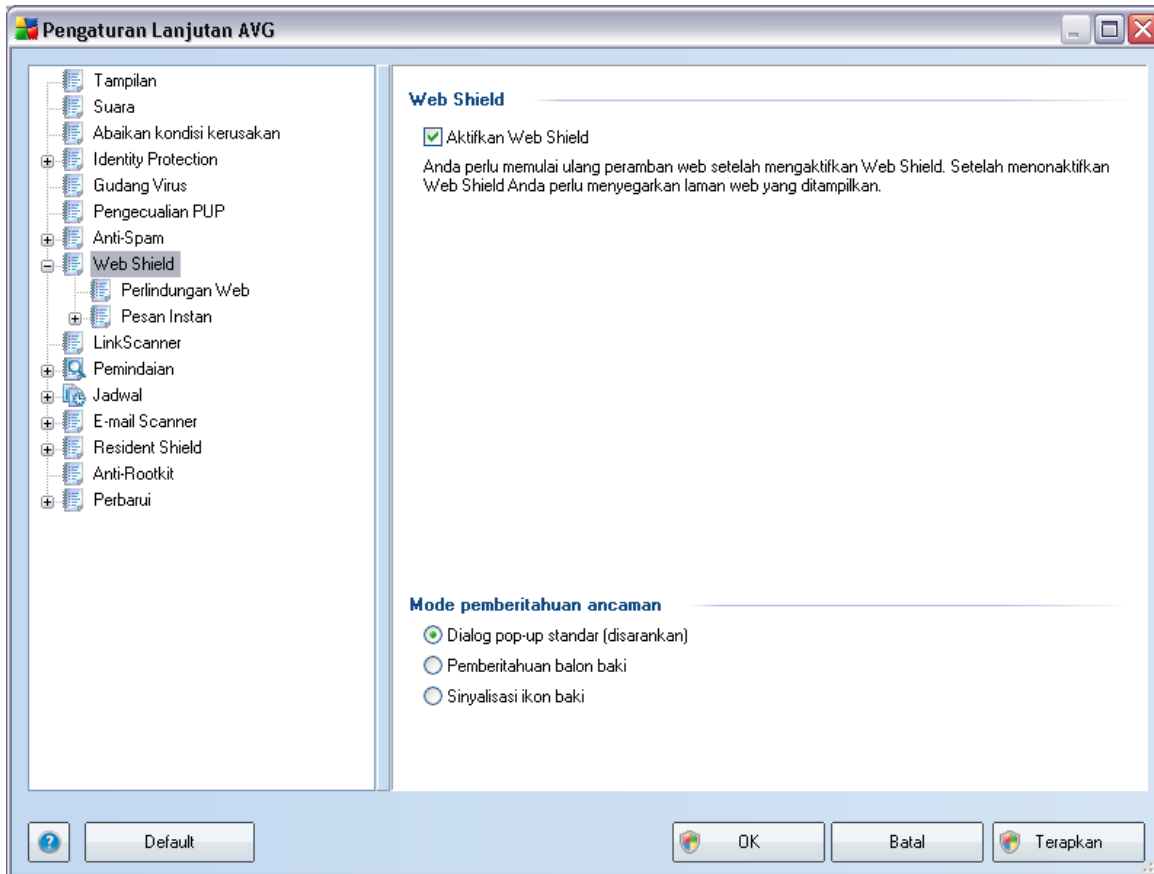 Pengaturan Lanjutan AVG
Tampilan
Suara
Abaikan kondisi kerusakan
Identity Protection
Gudang Virus
Pengecualian PUP
Anti-Spam
Web Shield
Perlindungan Web
Pesan Instan
LinkScanner
Pemindaian
Jadwal
E-mail Scanner
Resident Shield
Anti-Rootkit
Perbarui
Web Shield
Aktifkan Web Shield
Anda perlu memulai ulang peramban web setelah mengaktifkan Web Shield. Setelah menonaktifkan
Web Shield Anda perlu menyegarkan laman web yang ditampilkan.
Mode pemberitahuan ancaman
Dialog pop-up standar (disarankan)
Pemberitahuan balon baki
Sinyalisasi ikon baki
Default
OK
Batal
Terapkan